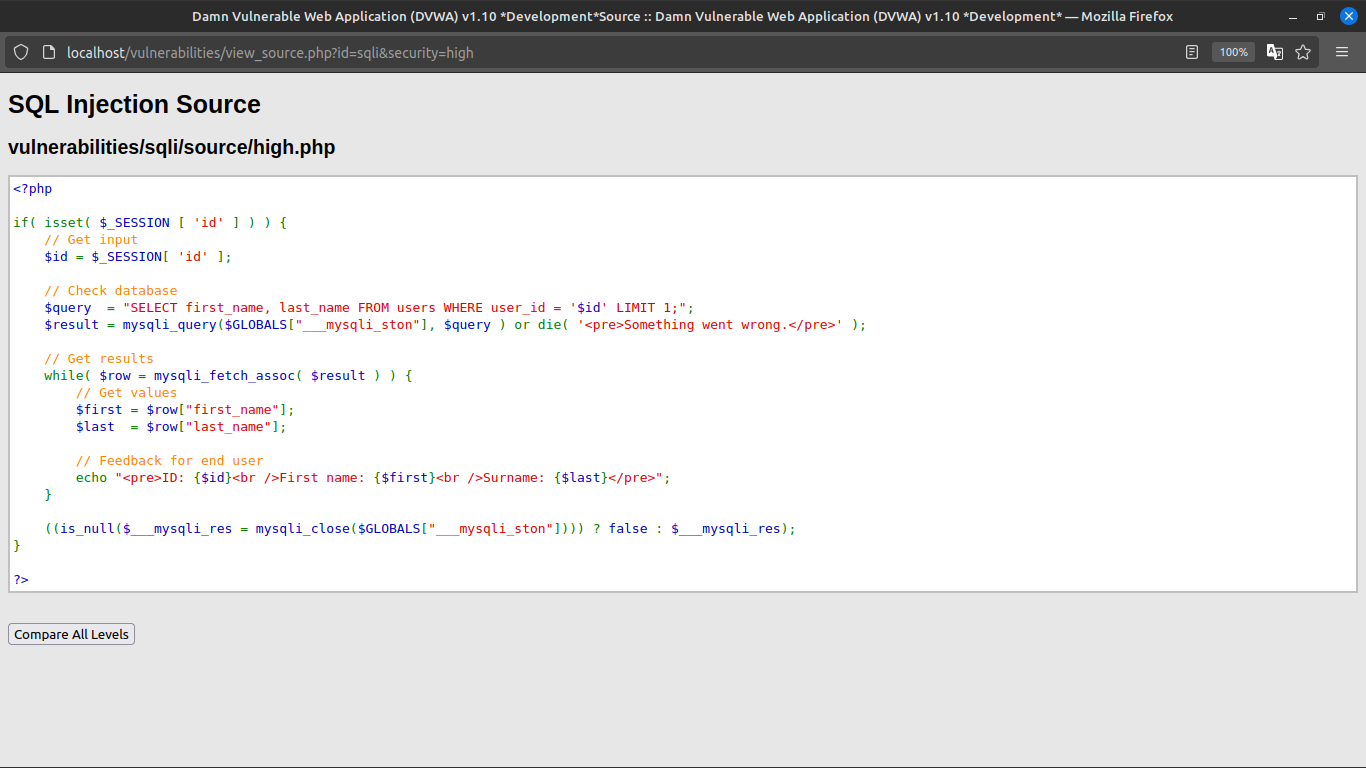 Damn Vulnerable Web Application (DVWA) v1.10 *Development*Source :: Damn Vulnerable Web Application (DVWA) v1.10 *Development* — Mozilla Firefox
localhost/vulnerabilities/view_source.php?id=sqli&security=high
100%
SQL Injection Source
vulnerabilities/sqli/source/high.php
<?php

if( isset( $_SESSION [ 'id' ] ) ) {
    // Get input
    $id = $_SESSION[ 'id' ];

    // Check database
    $query  = "SELECT first_name, last_name FROM users WHERE user_id = '$id' LIMIT 1;";
    $result = mysqli_query($GLOBALS["___mysqli_ston"], $query ) or die( '<pre>Something went wrong.</pre>' );

    // Get results
    while( $row = mysqli_fetch_assoc( $result ) ) {
        // Get values
        $first = $row["first_name"];
        $last  = $row["last_name"];

        // Feedback for end user
        echo "<pre>ID: {$id}<br />First name: {$first}<br />Surname: {$last}</pre>";
    }

    ((is_null($___mysqli_res = mysqli_close($GLOBALS["___mysqli_ston"]))) ? false : $___mysqli_res);
}

?>
Compare All Levels